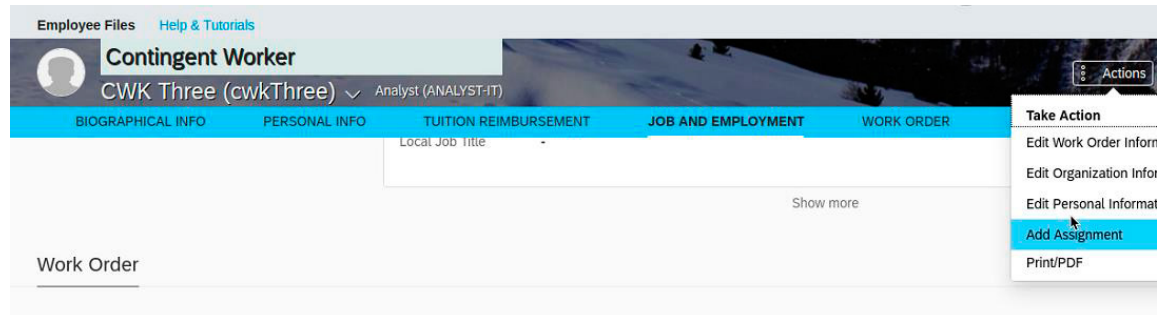 Employee Files Help & Tutorials
Contingent Worker
CWK Three (cwkThree) Analyst (ANALYST-IT)
Actions
BIOGRAPHICAL INFO PERSONAL INFO TUITION REIMBURSEMENT JOB AND EMPLOYMENT WORK ORDER
Local Job Title -
Show more
Work Order
Take Action
Edit Work Order Inform
Edit Organization Infor
Edit Personal Informat
Add Assignment
Print/PDF